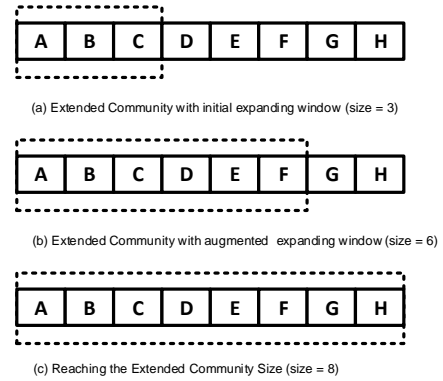 A B C D E F G H
(a) Extended Community with initial expanding window (size = 3)
A B C D E F G H
(b) Extended Community with augmented expanding window (size = 6)
A B C D E F G H
(c) Reaching the Extended Community Size (size = 8)